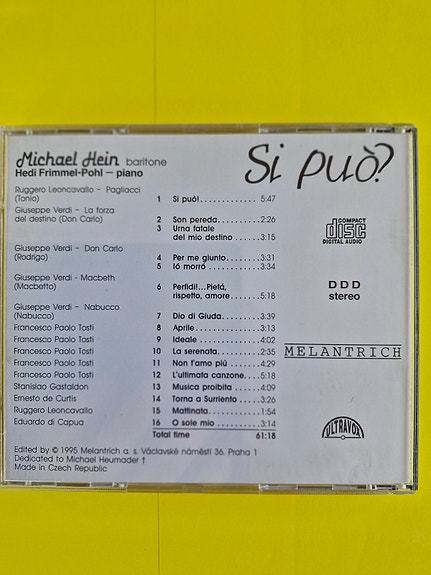 Michael Hein baritone
Hedi Frimmel-Pohl – piano
Si può?
Ruggero Leoncavallo – Pagliacci
(Tonio) 1 Si può!............. 5:47
Giuseppe Verdi – La forza
del destino (Don Carlo) 2 Son pereda........2:26
3 Urna fatale
del mio destino ......3:15
Giuseppe Verdi – Don Carlo
(Rodrigo) 4 Per me giunto......3:31
5 Ió morró ..........3:34
Giuseppe Verdi - Macbeth
(Macbetto) 6 Perfidi!...Pietá,
rispetto, amore.....5:18
Giuseppe Verdi – Nabucco
(Nabucco) 7 Dio di Giuda.......3:39
Francesco Paolo Tosti 8 Aprile............3:13
Francesco Paolo Tosti 9 Ideale ...........4:02
Francesco Paolo Tosti 10 La serenata........2:35
Francesco Paolo Tosti 11 Non t'amo piú ......4:29
Francesco Paolo Tosti 12 L'ultimata canzone....5:18
Stanislao Gastaldon 13 Musica proibita .....4:09
Ernesto de Curtis 14 Torna a Surriento ....3:26
Ruggero Leoncavallo 15 Mattinata..........1:54
Eduardo di Capua 16 O sole mio ........3:14
Total time 61:18
COMPACT
disc
DIGITAL AUDIO
D D D
stereo
MELANTRICH
ULTRAVOX
Edited by © 1995 Melantrich a. s. Václavské náměstí 36, Praha 1
Dedicated to Michael Heumader †
Made in Czech Republic